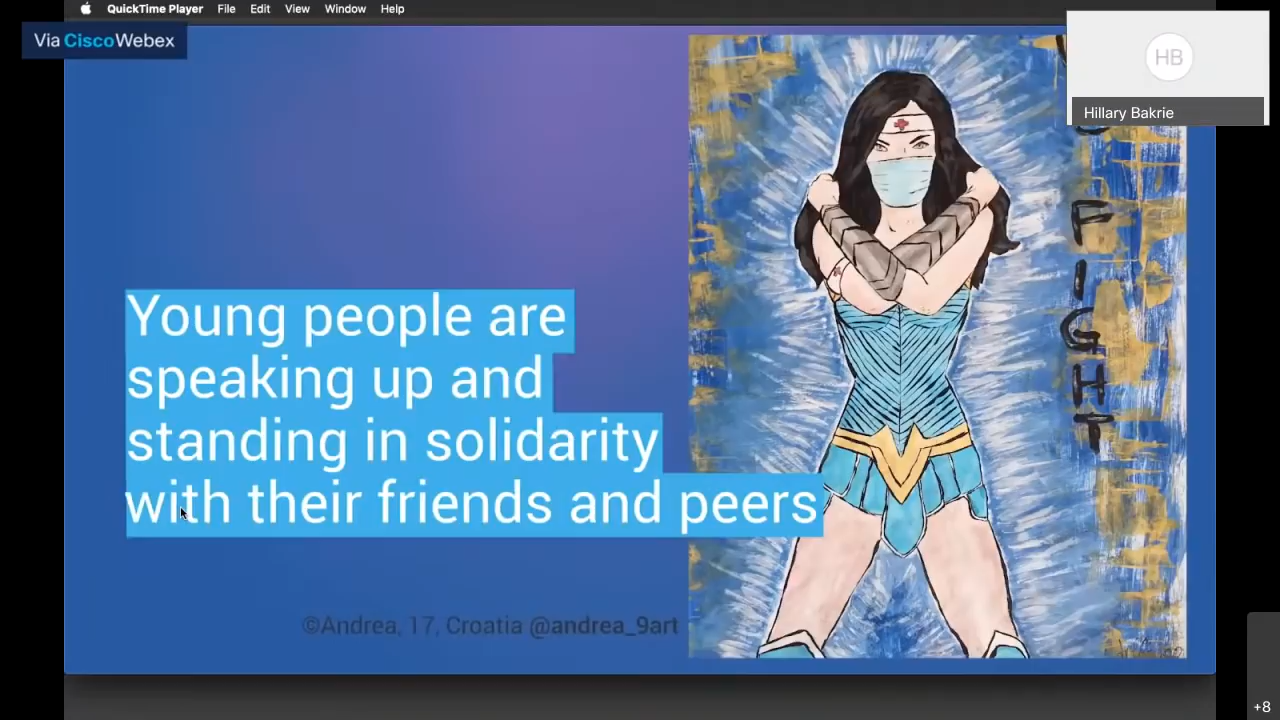 QuickTime Player File Edit View Window Help
Via CiscoWebex
HB
Hillary Bakrie
Young people are
speaking up and
standing in solidarity
with their friends and peers
©Andrea, 17, Croatia @andrea_9art
FIGHT
+8